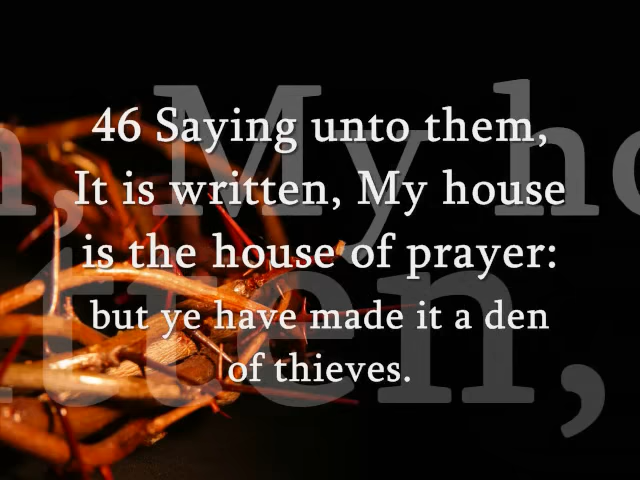 46 Saying unto them,
It is written, My house
is the house of prayer:
but ye have made it a den
of thieves.